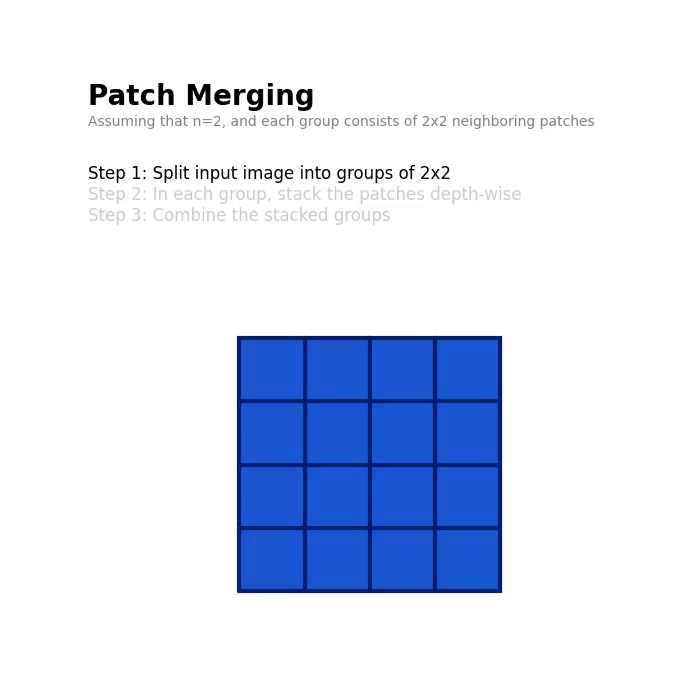 Patch Merging
Assuming that n=2, and each group consists of 2x2 neighboring patches
Step 1: Split input image into groups of 2x2
Step 2: In each group, stack the patches depth-wise
Step 3: Combine the stacked groups